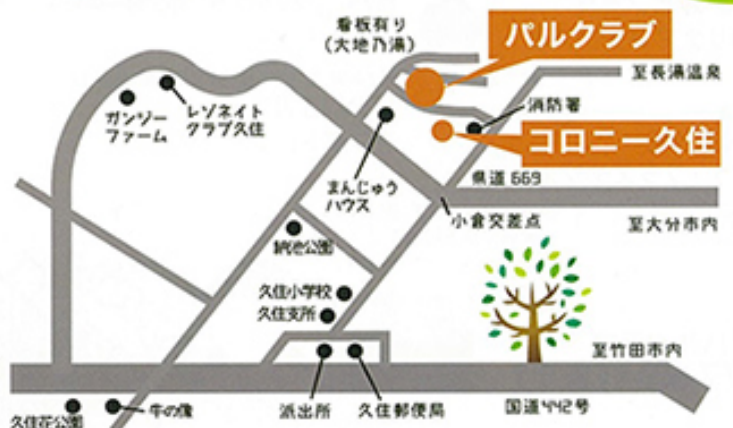 看板有り
(大地乃湯)
パルクラブ
至長湯温泉
消防署
コロニー久住
ガンジー
ファーム
レゾネイト
クラブ久住
まんじゅう
ハウス
県道669
小倉交差点
至大分市内
納池公園
久住小学校
久住支所
至竹田市内
久住花公園
牛の像
派出所
久住郵便局
国道442号